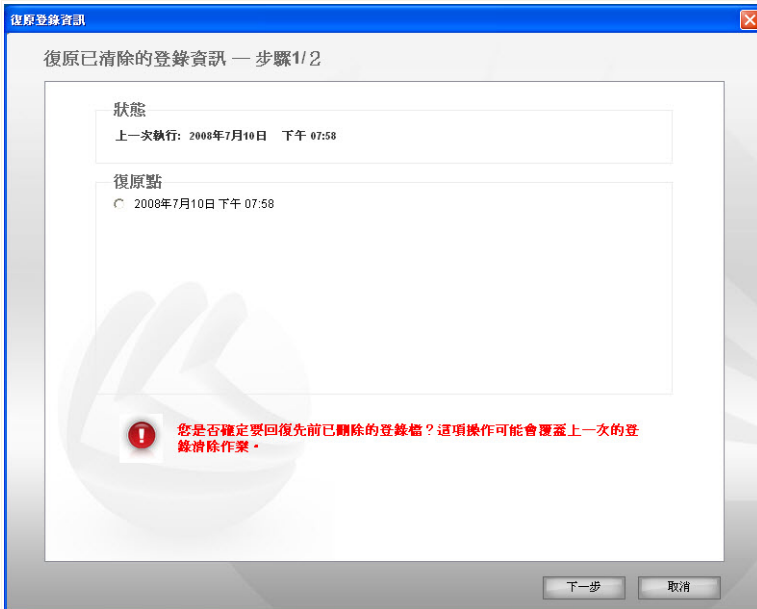 復原登錄資訊
復原已清除的登錄資訊 — 步驟1/2
狀態
上一次執行: 2008年7月10日 下午 07:58
復原點
2008年7月10日 下午 07:58
您是否確定要回復先前已刪除的登錄檔？這項操作可能會覆蓋上一次的登
錄清除作業。
下一步
取消